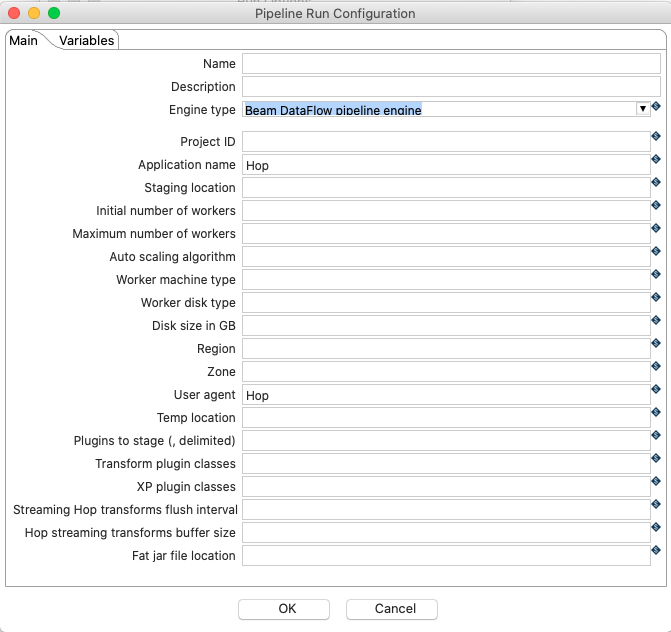 Pipeline Run Configuration
Main Variables
Name
Description
Engine type Beam DataFlow pipeline engine
Project ID
Application name Hop
Staging location
Initial number of workers
Maximum number of workers
Auto scaling algorithm
Worker machine type
Worker disk type
Disk size in GB
Region
Zone
User agent Hop
Temp location
Plugins to stage (, delimited)
Transform plugin classes
XP plugin classes
Streaming Hop transforms flush interval
Hop streaming transforms buffer size
Fat jar file location
OK Cancel